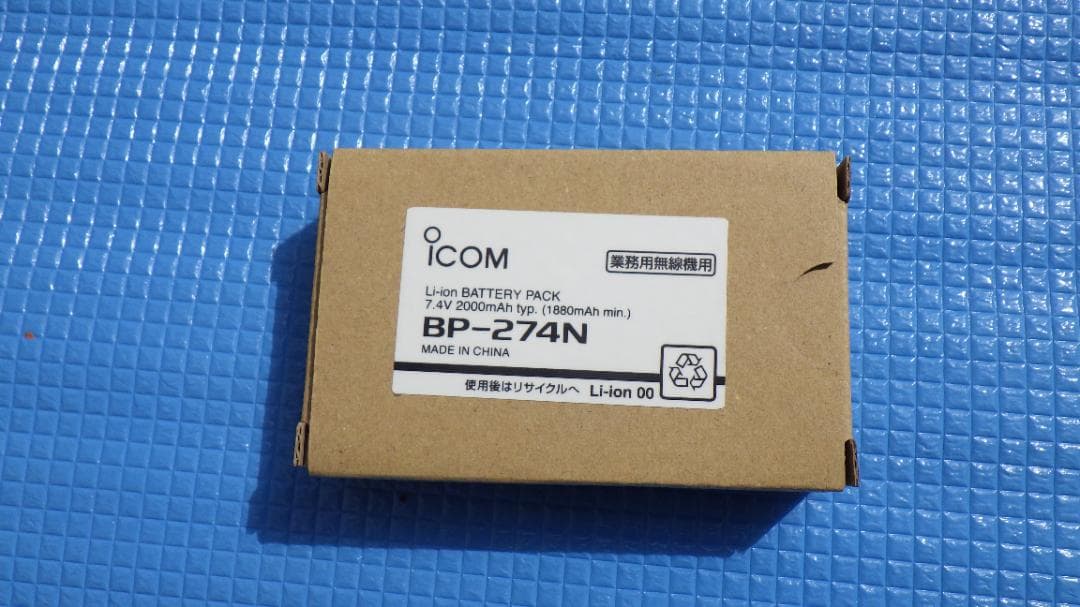 iCOM
業務用無線機用
Li-ion BATTERY PACK
7.4V 2000mAh typ. (1880mAh min.)
BP-274N
MADE IN CHINA
使用後はリサイクルへ Li-ion 00